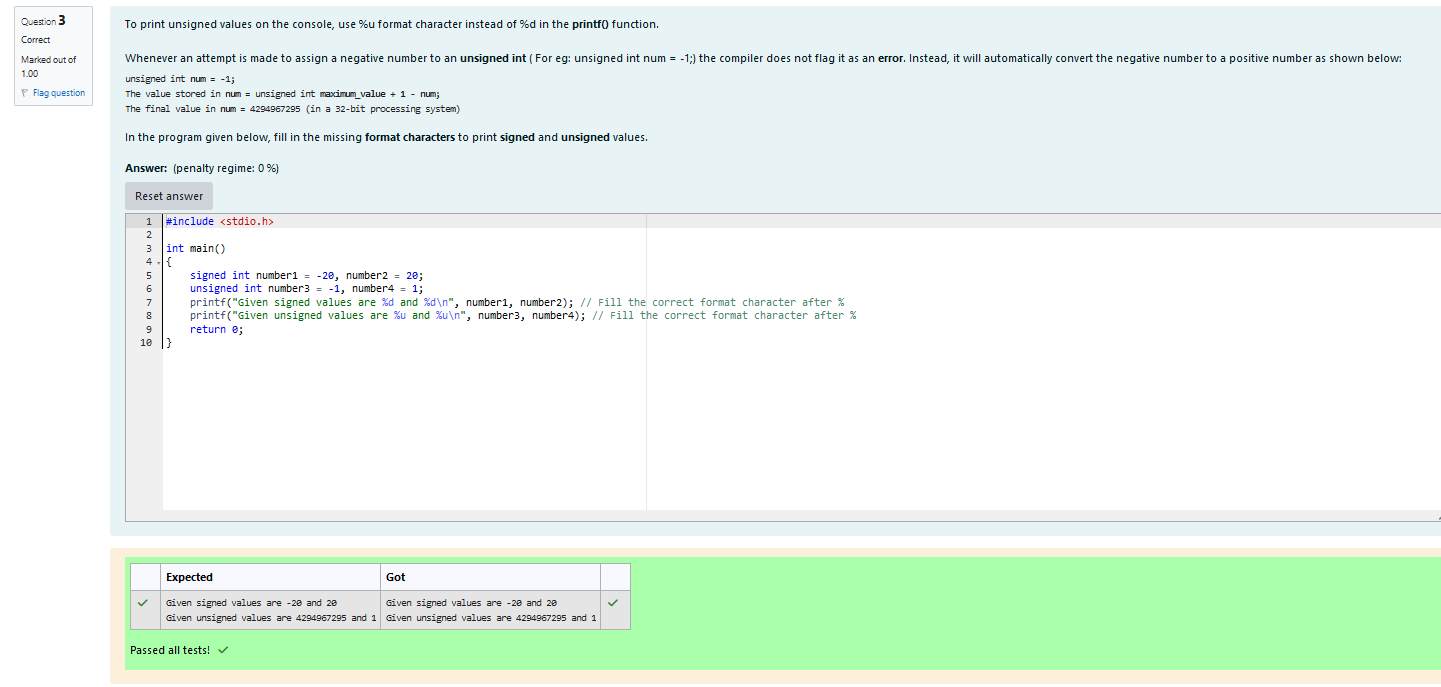 Question 3
Correct
Marked out of
1.00
Flag question
To print unsigned values on the console, use %u format character instead of %d in the printf() function.
Whenever an attempt is made to assign a negative number to an unsigned int ( For eg: unsigned int num = -1;) the compiler does not flag it as an error. Instead, it will automatically convert the negative number to a positive number as shown below:
unsigned int num = -1;
The value stored in num = unsigned int maximum_value + 1 - num;
The final value in num = 4294967295 (in a 32-bit processing system)
In the program given below, fill in the missing format characters to print signed and unsigned values.
Answer: (penalty regime: 0 %)
Reset answer
1 #include <stdio.h>
2
3 int main()
4 {
5 signed int number1 = -20, number2 = 20;
6 unsigned int number3 = -1, number4 = 1;
7 printf("Given signed values are %d and %d\n", number1, number2); // Fill the correct format character after %
8 printf("Given unsigned values are %u and %u\n", number3, number4); // Fill the correct format character after %
9 return 0;
10 }
Expected Got
Given signed values are -20 and 20 Given signed values are -20 and 20
Given unsigned values are 4294967295 and 1 Given unsigned values are 4294967295 and 1
Passed all tests!